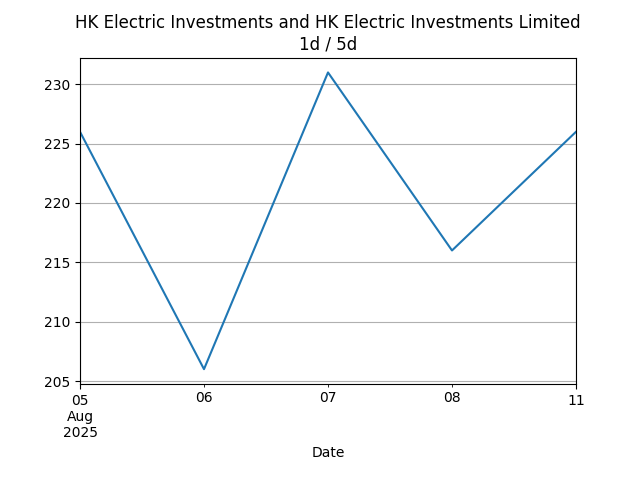 HK Electric Investments and HK Electric Investments Limited
1d / 5d
230
225
220
215
210
205
05 06 07 08 11
Aug
2025
Date